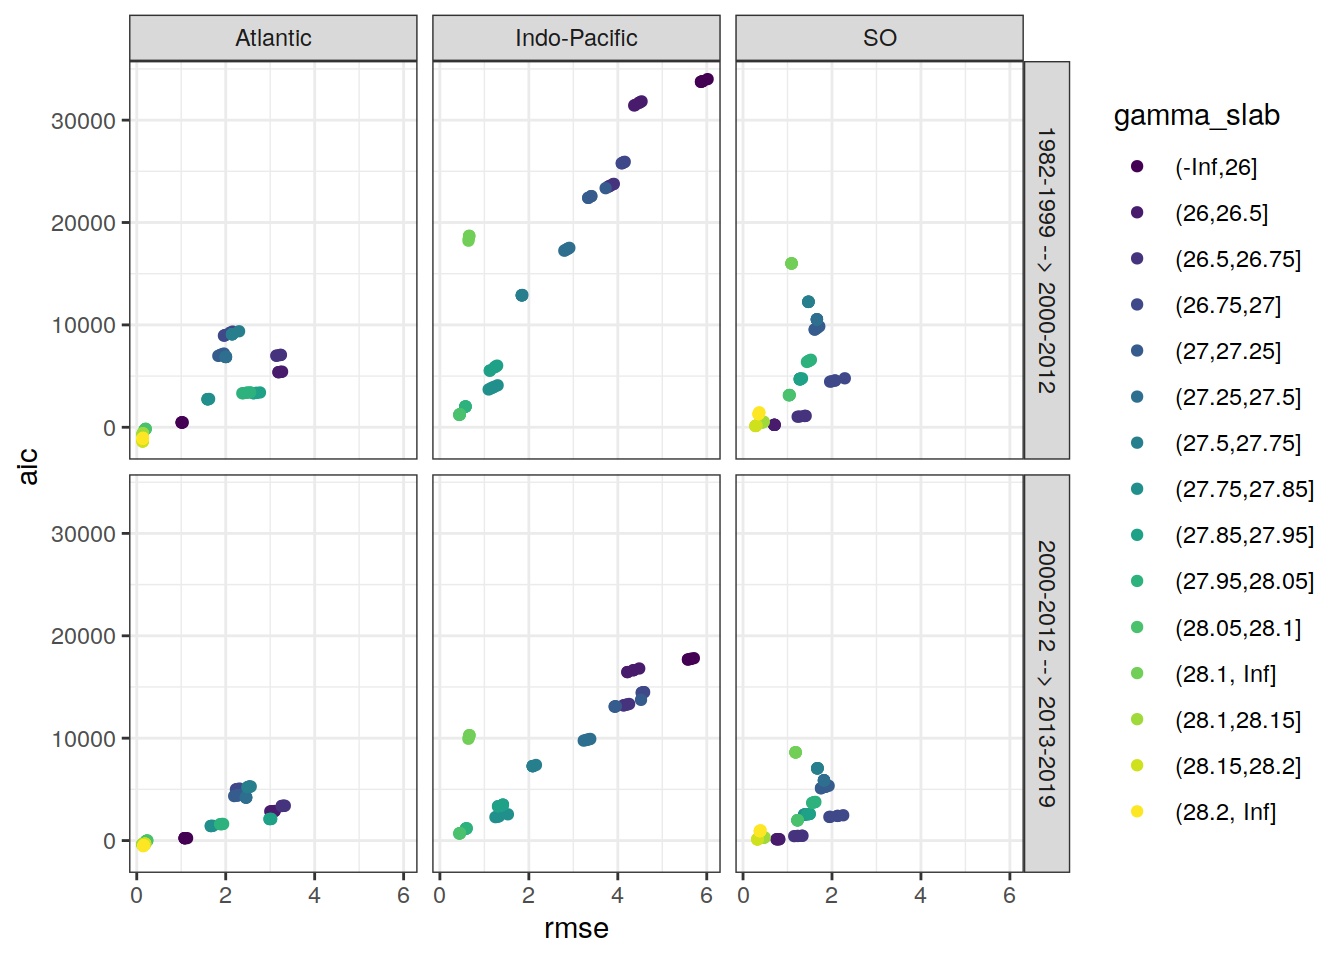 Atlantic
Indo-Pacific
SO
30000
20000
10000
0
1982-1999 --> 2000-2012
aic
30000
20000
10000
0
2000-2012 --> 2013-2019
0
2
4
6
0
2
4
6
0
2
4
6
rmse
gamma_slab
(-Inf,26]
(26,26.5]
(26.5,26.75]
(26.75,27]
(27,27.25]
(27.25,27.5]
(27.5,27.75]
(27.75,27.85]
(27.85,27.95]
(27.95,28.05]
(28.05,28.1]
(28.1, Inf]
(28.1,28.15]
(28.15,28.2]
(28.2, Inf]